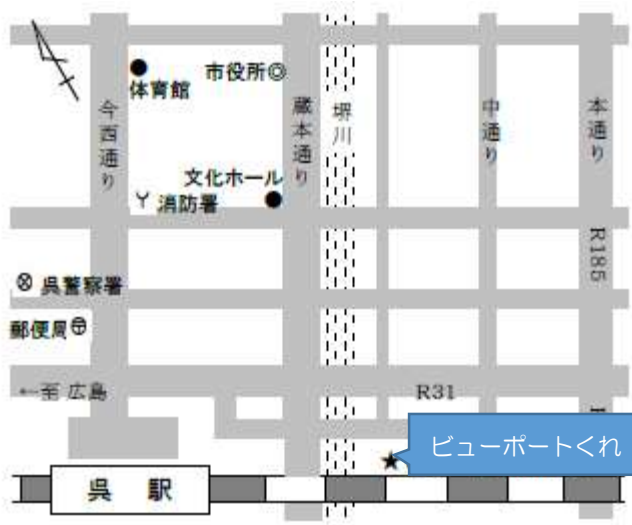 体育館
市役所
今西通り
蔵本通り
堺川
中通り
本通り
文化ホール
消防署
R185
呉警察署
郵便局
←至 広島
R31
ビューポートくれ
呉 駅